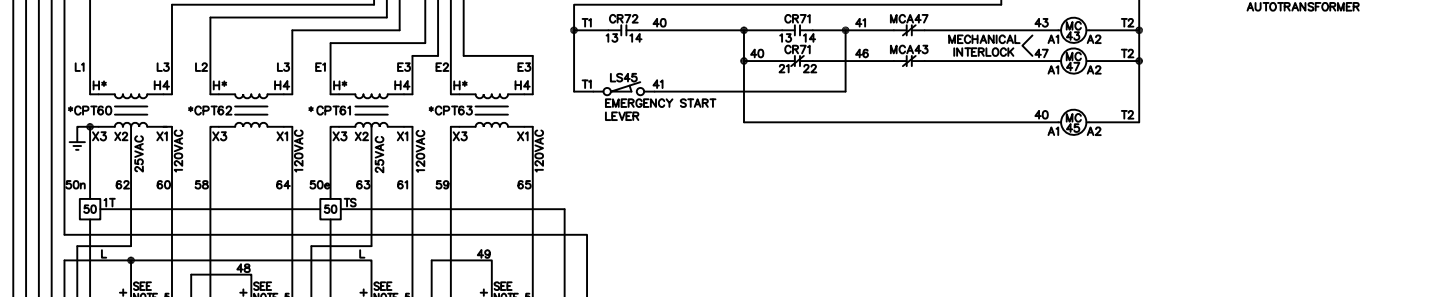 AUTOTRANSFORMER
T1 CR72 40 CR71 41 MCA47 43 MC T2
13 14 13 14 MECHANICAL A1 43 A2
40 CR71 46 MCA43 INTERLOCK 47 MC T2
21 22 A1 47 A2
L1 L3 L2 L3 E1 E3 E2 E3
H* H4 H* H4 H* H4 H* H4
T1 LS45 41
EMERGENCY START
LEVER
*CPT60 *CPT62 *CPT61 *CPT63
40 MC T2
A1 45 A2
X3 X2 X1 X3 X1 X3 X2 X1 X3 X1
25VAC 120VAC 120VAC 25VAC 120VAC 120VAC
50n 62 60 58 64 50e 63 61 59 65
50 1T 50 TS
L L 49
48
+ SEE + SEE + SEE + SEE
NOTE 5 NOTE 5 NOTE 5 NOTE 5